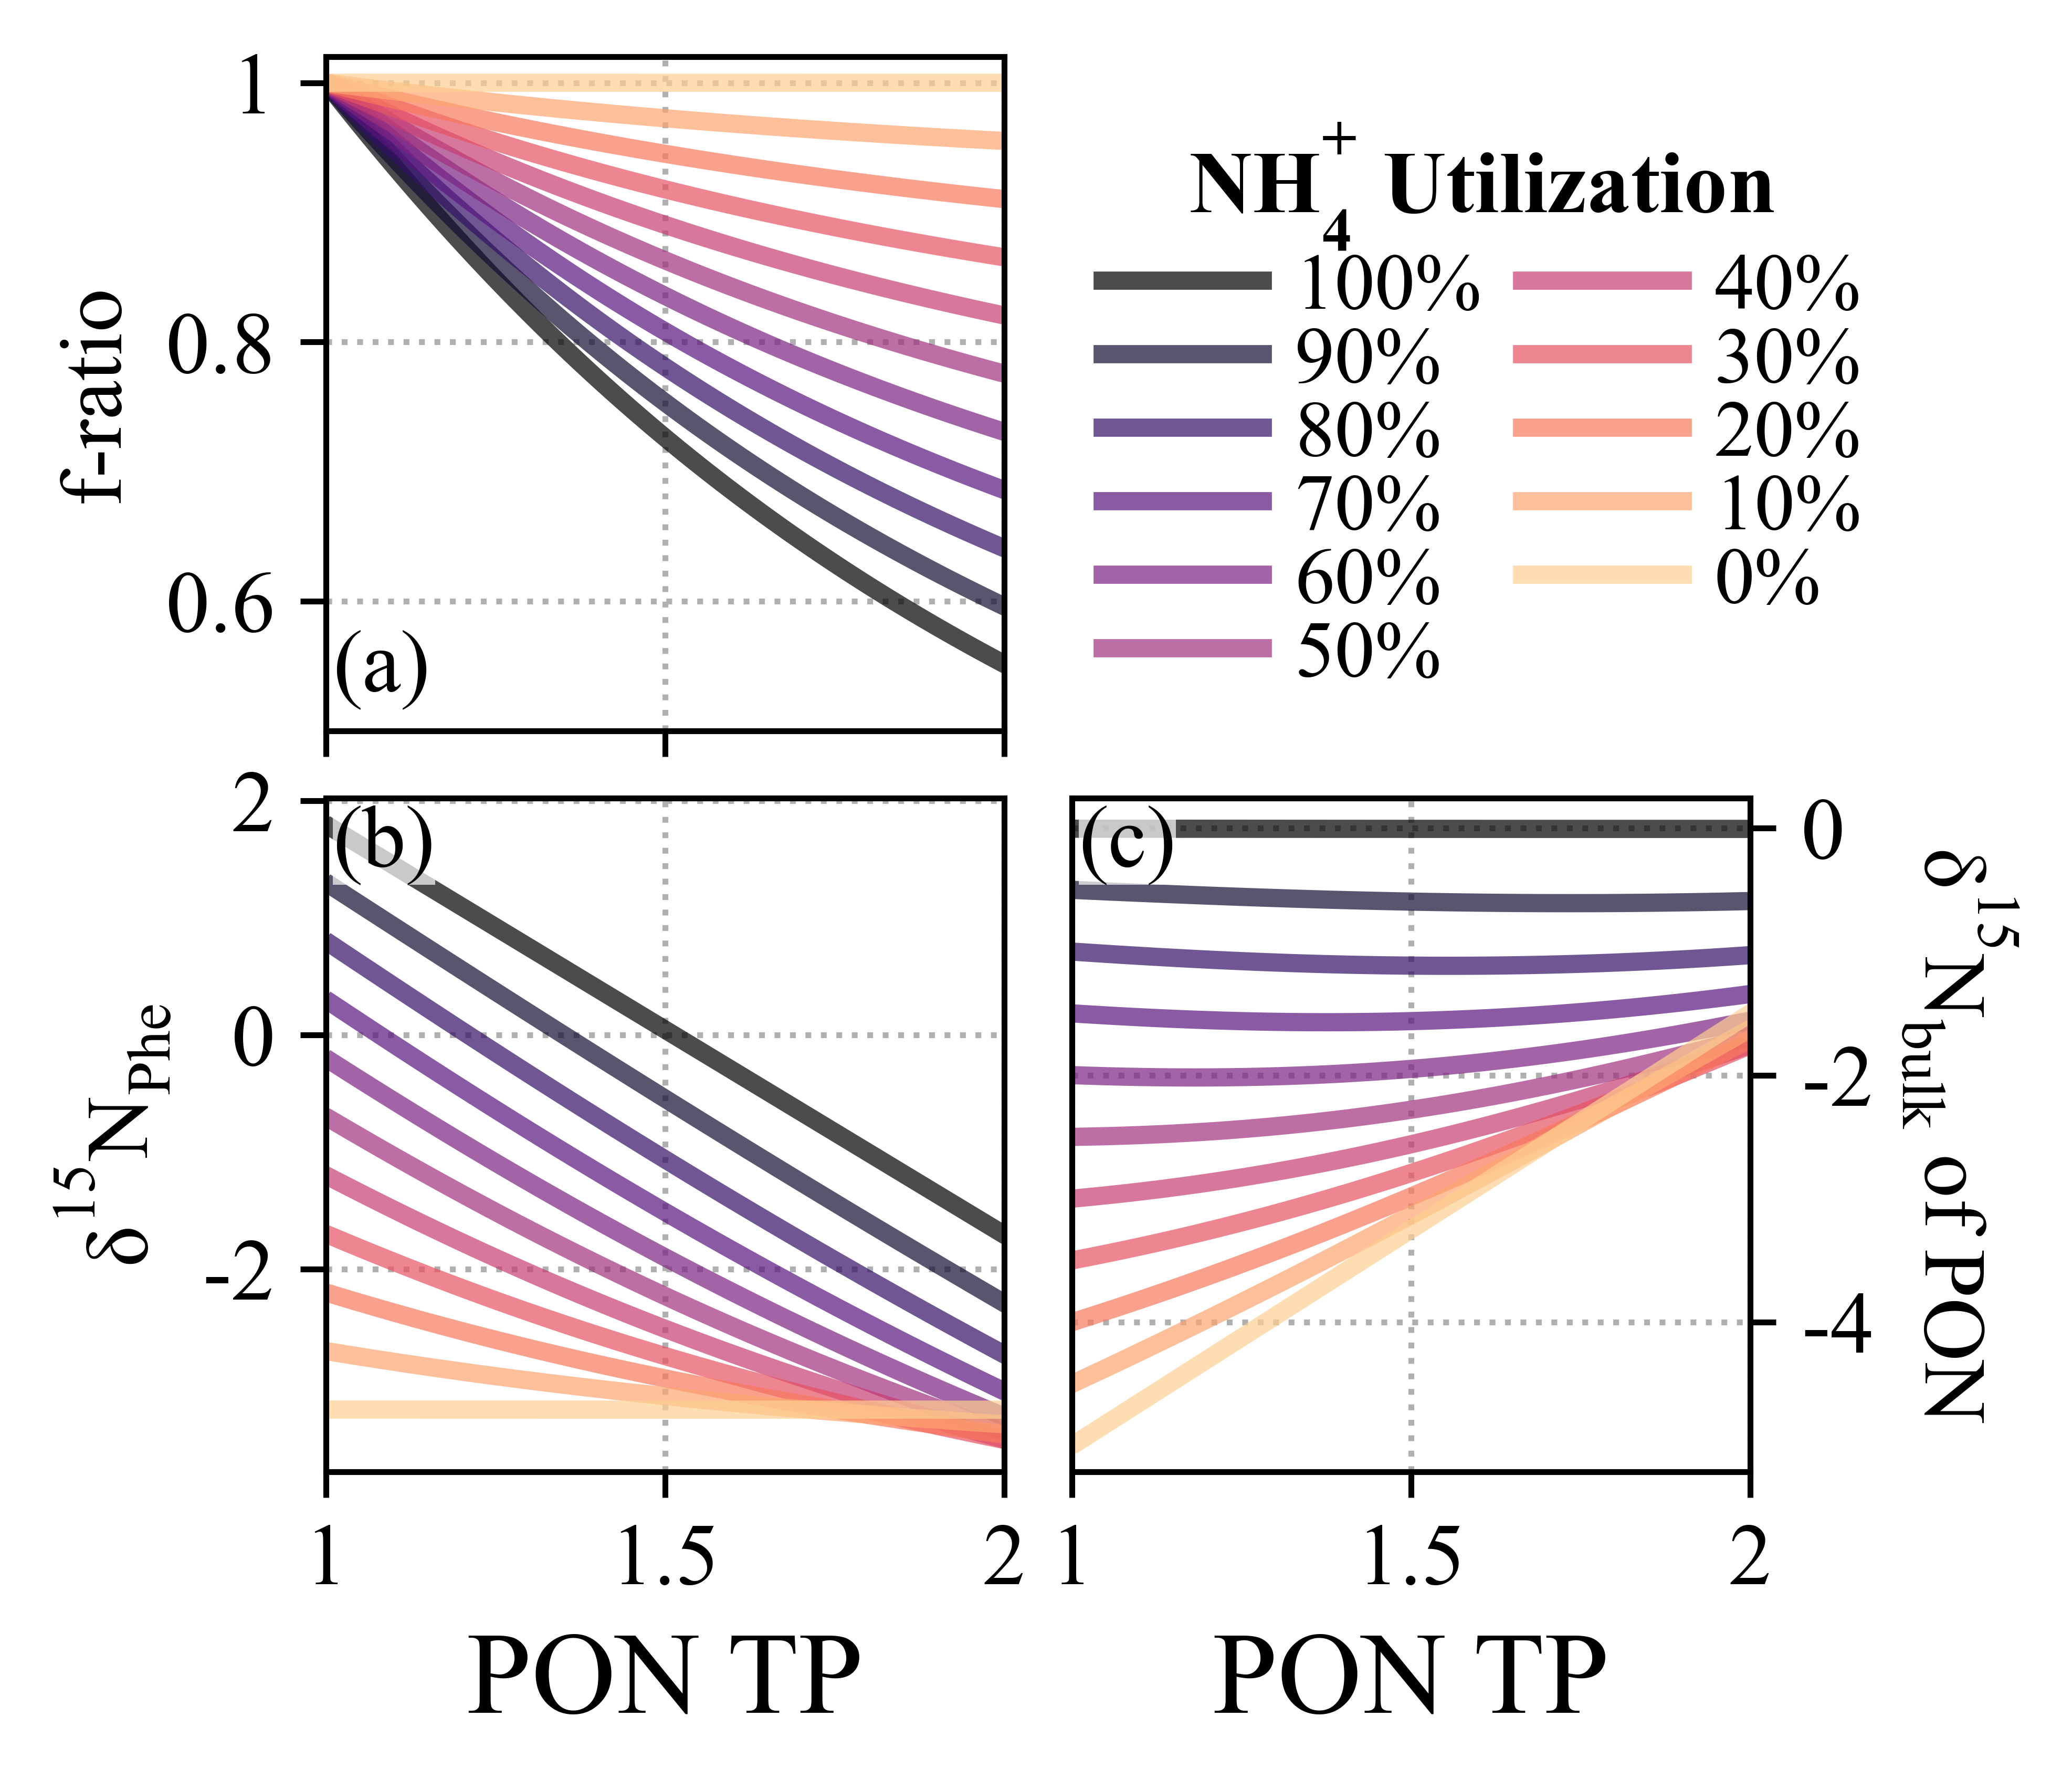 1
0.8
0.6
f-ratio
(a)
NH₄⁺ Utilization
100%
90%
80%
70%
60%
50%
40%
30%
20%
10%
0%
2
0
-2
δ¹⁵N_Phe
(b)
1
1.5
2
PON TP
(c)
0
-2
-4
δ¹⁵N_bulk of PON
1
1.5
2
PON TP